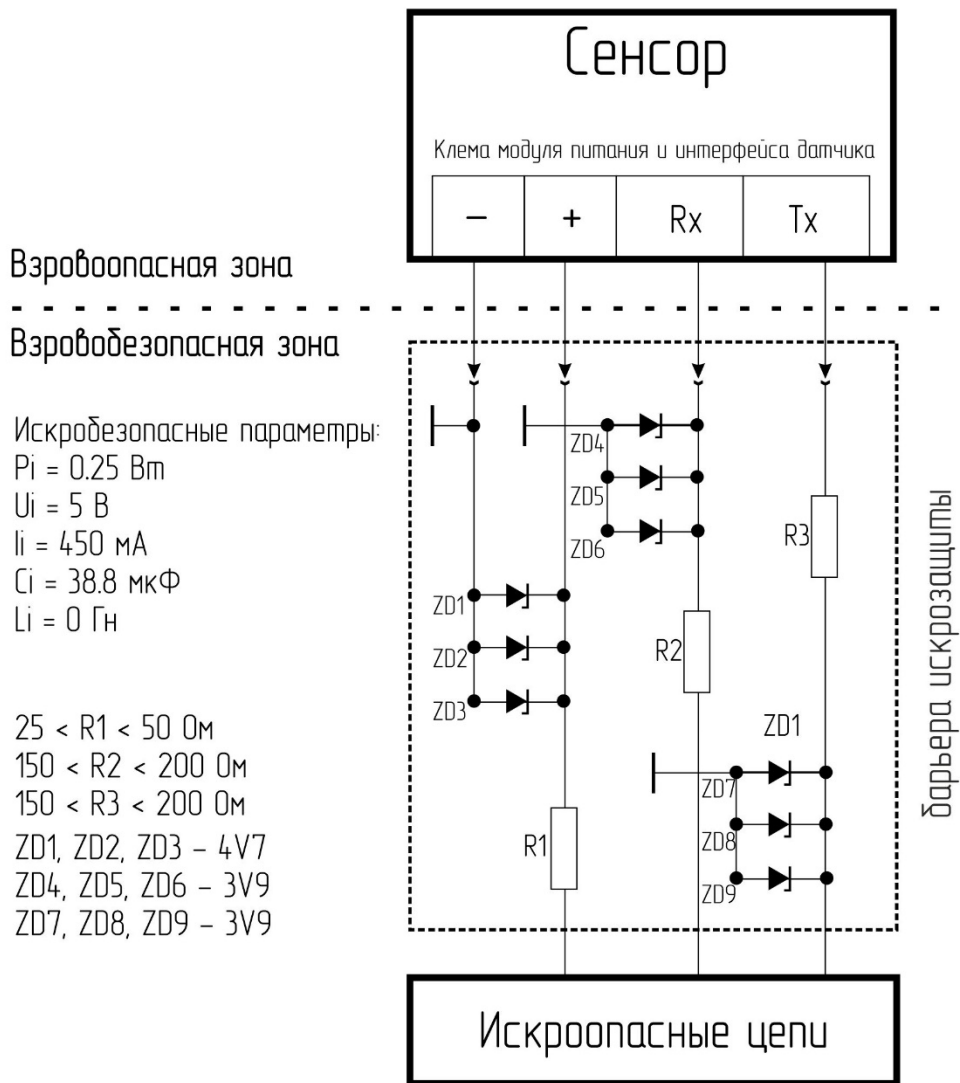 Сенсор
Клема модуля питания и интерфейса датчика
− + Rx Tx
Взровоопасная зона
Взровобезопасная зона
Искробезопасные параметры:
Pi = 0.25 Вт
Ui = 5 В
Ii = 450 мА
Ci = 38.8 мкФ
Li = 0 Гн
25 < R1 < 50 Ом
150 < R2 < 200 Ом
150 < R3 < 200 Ом
ZD1, ZD2, ZD3 – 4V7
ZD4, ZD5, ZD6 – 3V9
ZD7, ZD8, ZD9 – 3V9
ZD4
ZD5
ZD6
R3
ZD1
ZD2
ZD3
R2
ZD1
ZD7
ZD8
ZD9
R1
барьера искрозащиты
Искроопасные цепи